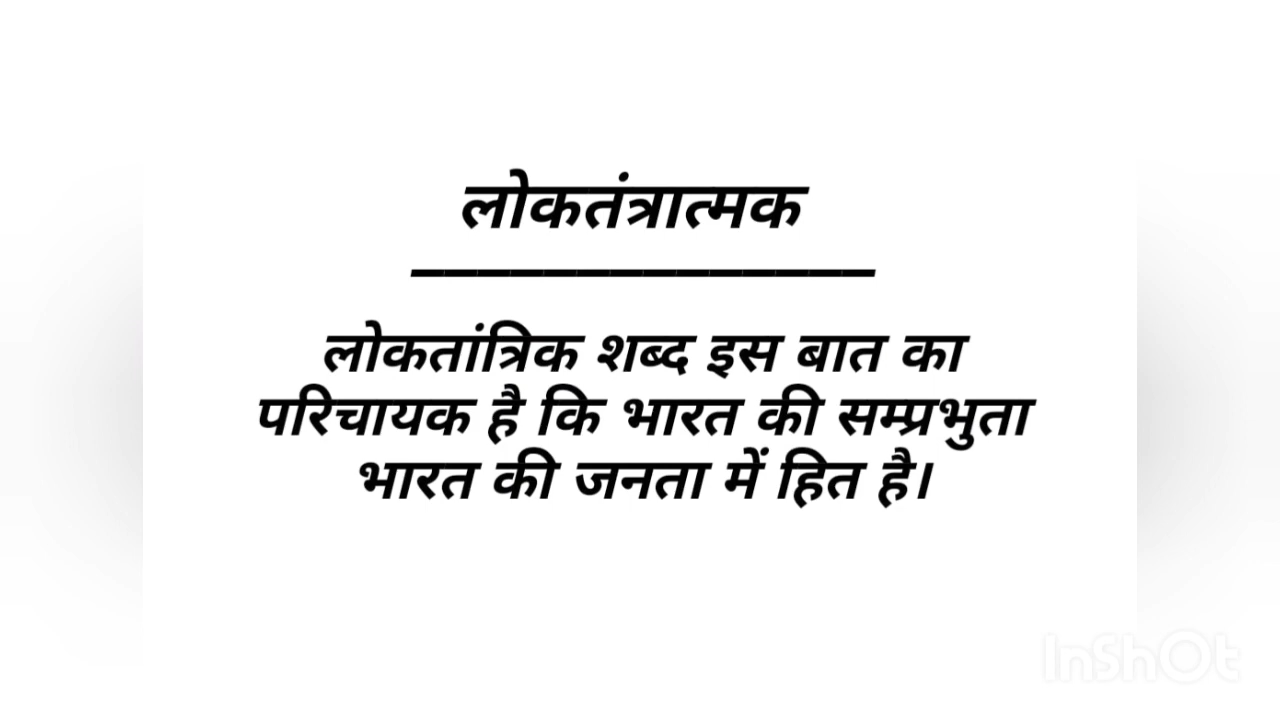 लोकतंत्रात्मक
लोकतांत्रिक शब्द इस बात का
परिचायक है कि भारत की सम्प्रभुता
भारत की जनता में हित है।
InShOt